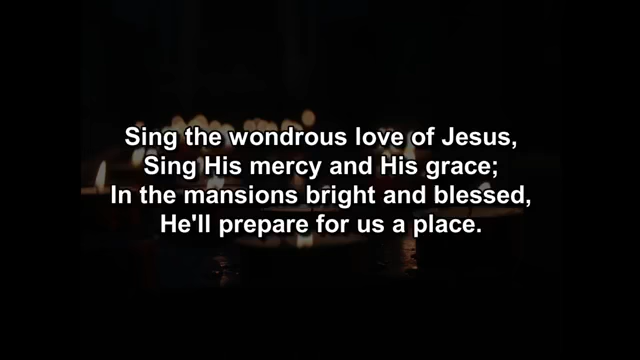 Sing the wondrous love of Jesus,
Sing His mercy and His grace;
In the mansions bright and blessed,
He'll prepare for us a place.